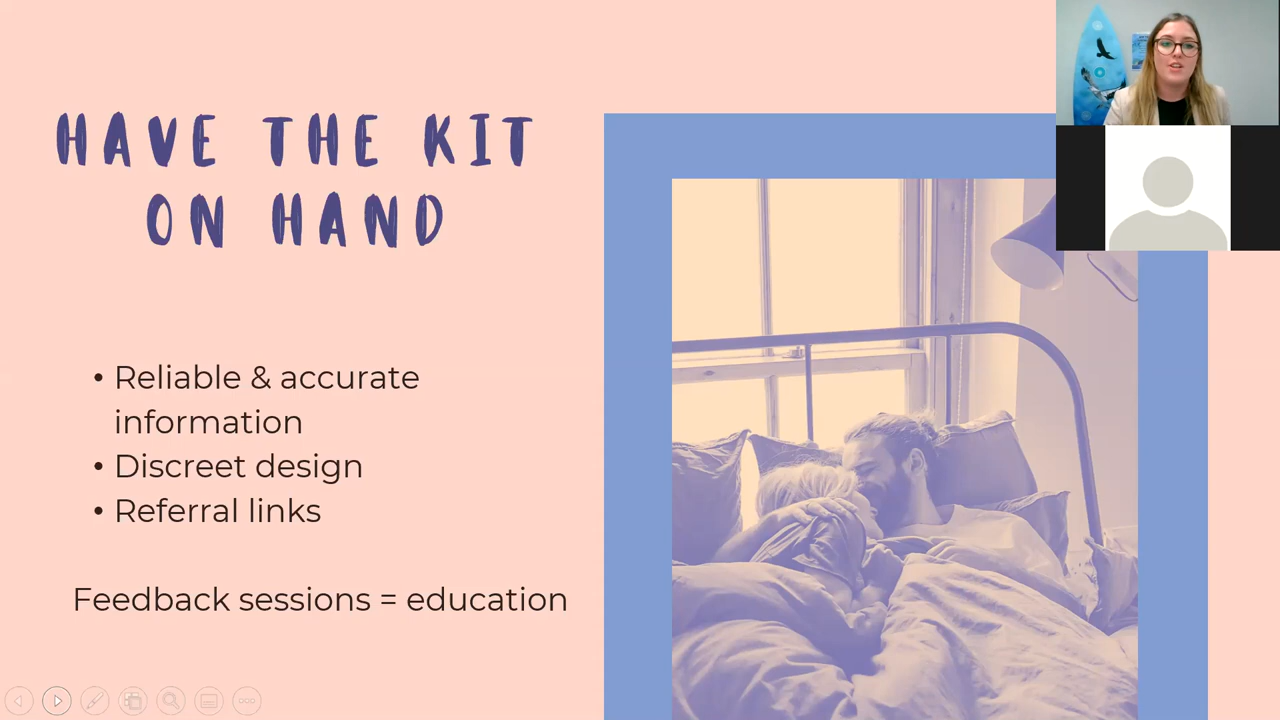 HAVE THE KIT
ON HAND
• Reliable & accurate
information
• Discreet design
• Referral links
Feedback sessions = education